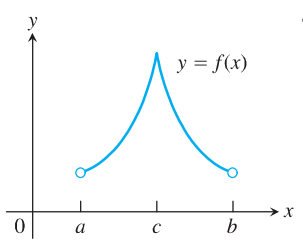 y
y = f(x)
x
0 a c b